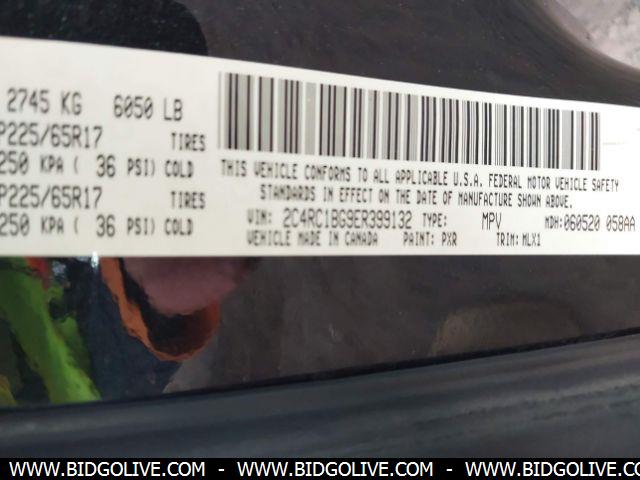 2745 KG 6050 LB
P225/65R17 TIRES
250 KPA ( 36 PSI) COLD
P225/65R17 TIRES
250 KPA ( 36 PSI) COLD
THIS VEHICLE CONFORMS TO ALL APPLICABLE U.S.A. FEDERAL MOTOR VEHICLE SAFETY
STANDARDS IN EFFECT ON THE DATE OF MANUFACTURE SHOWN ABOVE.
VIN: 2C4RC1BG9ER399132 TYPE: MPV MDH:060520 058AA
VEHICLE MADE IN CANADA PAINT: PXR TRIM:MLX1
WWW.BIDGOLIVE.COM - WWW.BIDGOLIVE.COM - WWW.BIDGOLIVE.COM